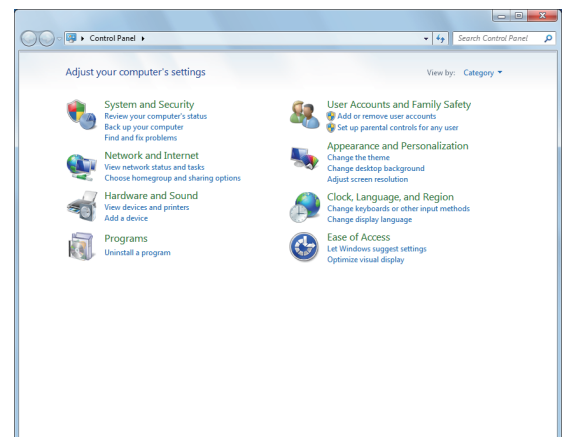 Control Panel
Search Control Panel
Adjust your computer's settings
View by: Category
System and Security
Review your computer's status
Back up your computer
Find and fix problems
Network and Internet
View network status and tasks
Choose homegroup and sharing options
Hardware and Sound
View devices and printers
Add a device
Programs
Uninstall a program
User Accounts and Family Safety
Add or remove user accounts
Set up parental controls for any user
Appearance and Personalization
Change the theme
Change desktop background
Adjust screen resolution
Clock, Language, and Region
Change keyboards or other input methods
Change display language
Ease of Access
Let Windows suggest settings
Optimize visual display